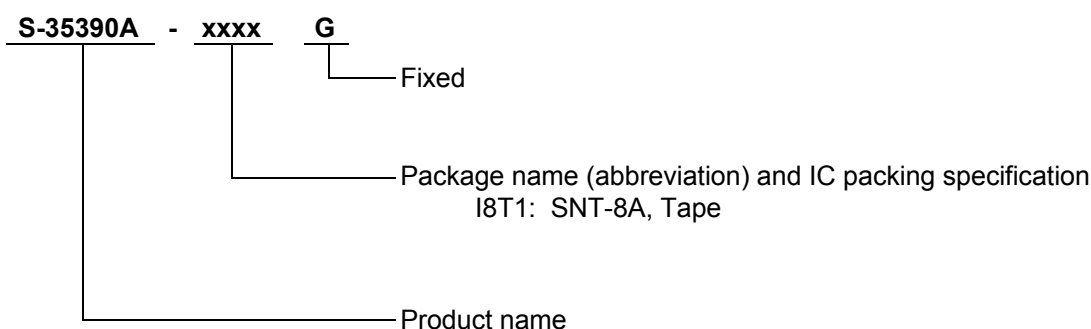 S-35390A - xxxx G
Fixed
Package name (abbreviation) and IC packing specification
I8T1: SNT-8A, Tape
Product name